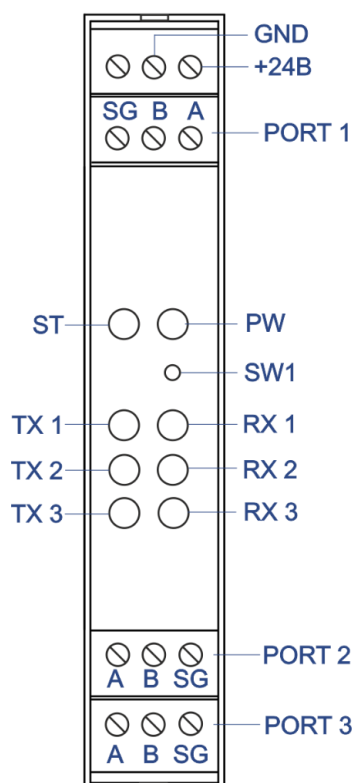 GND
+24B
SG B A
PORT 1
ST PW
SW1
TX 1 RX 1
TX 2 RX 2
TX 3 RX 3
PORT 2
A B SG
PORT 3
A B SG